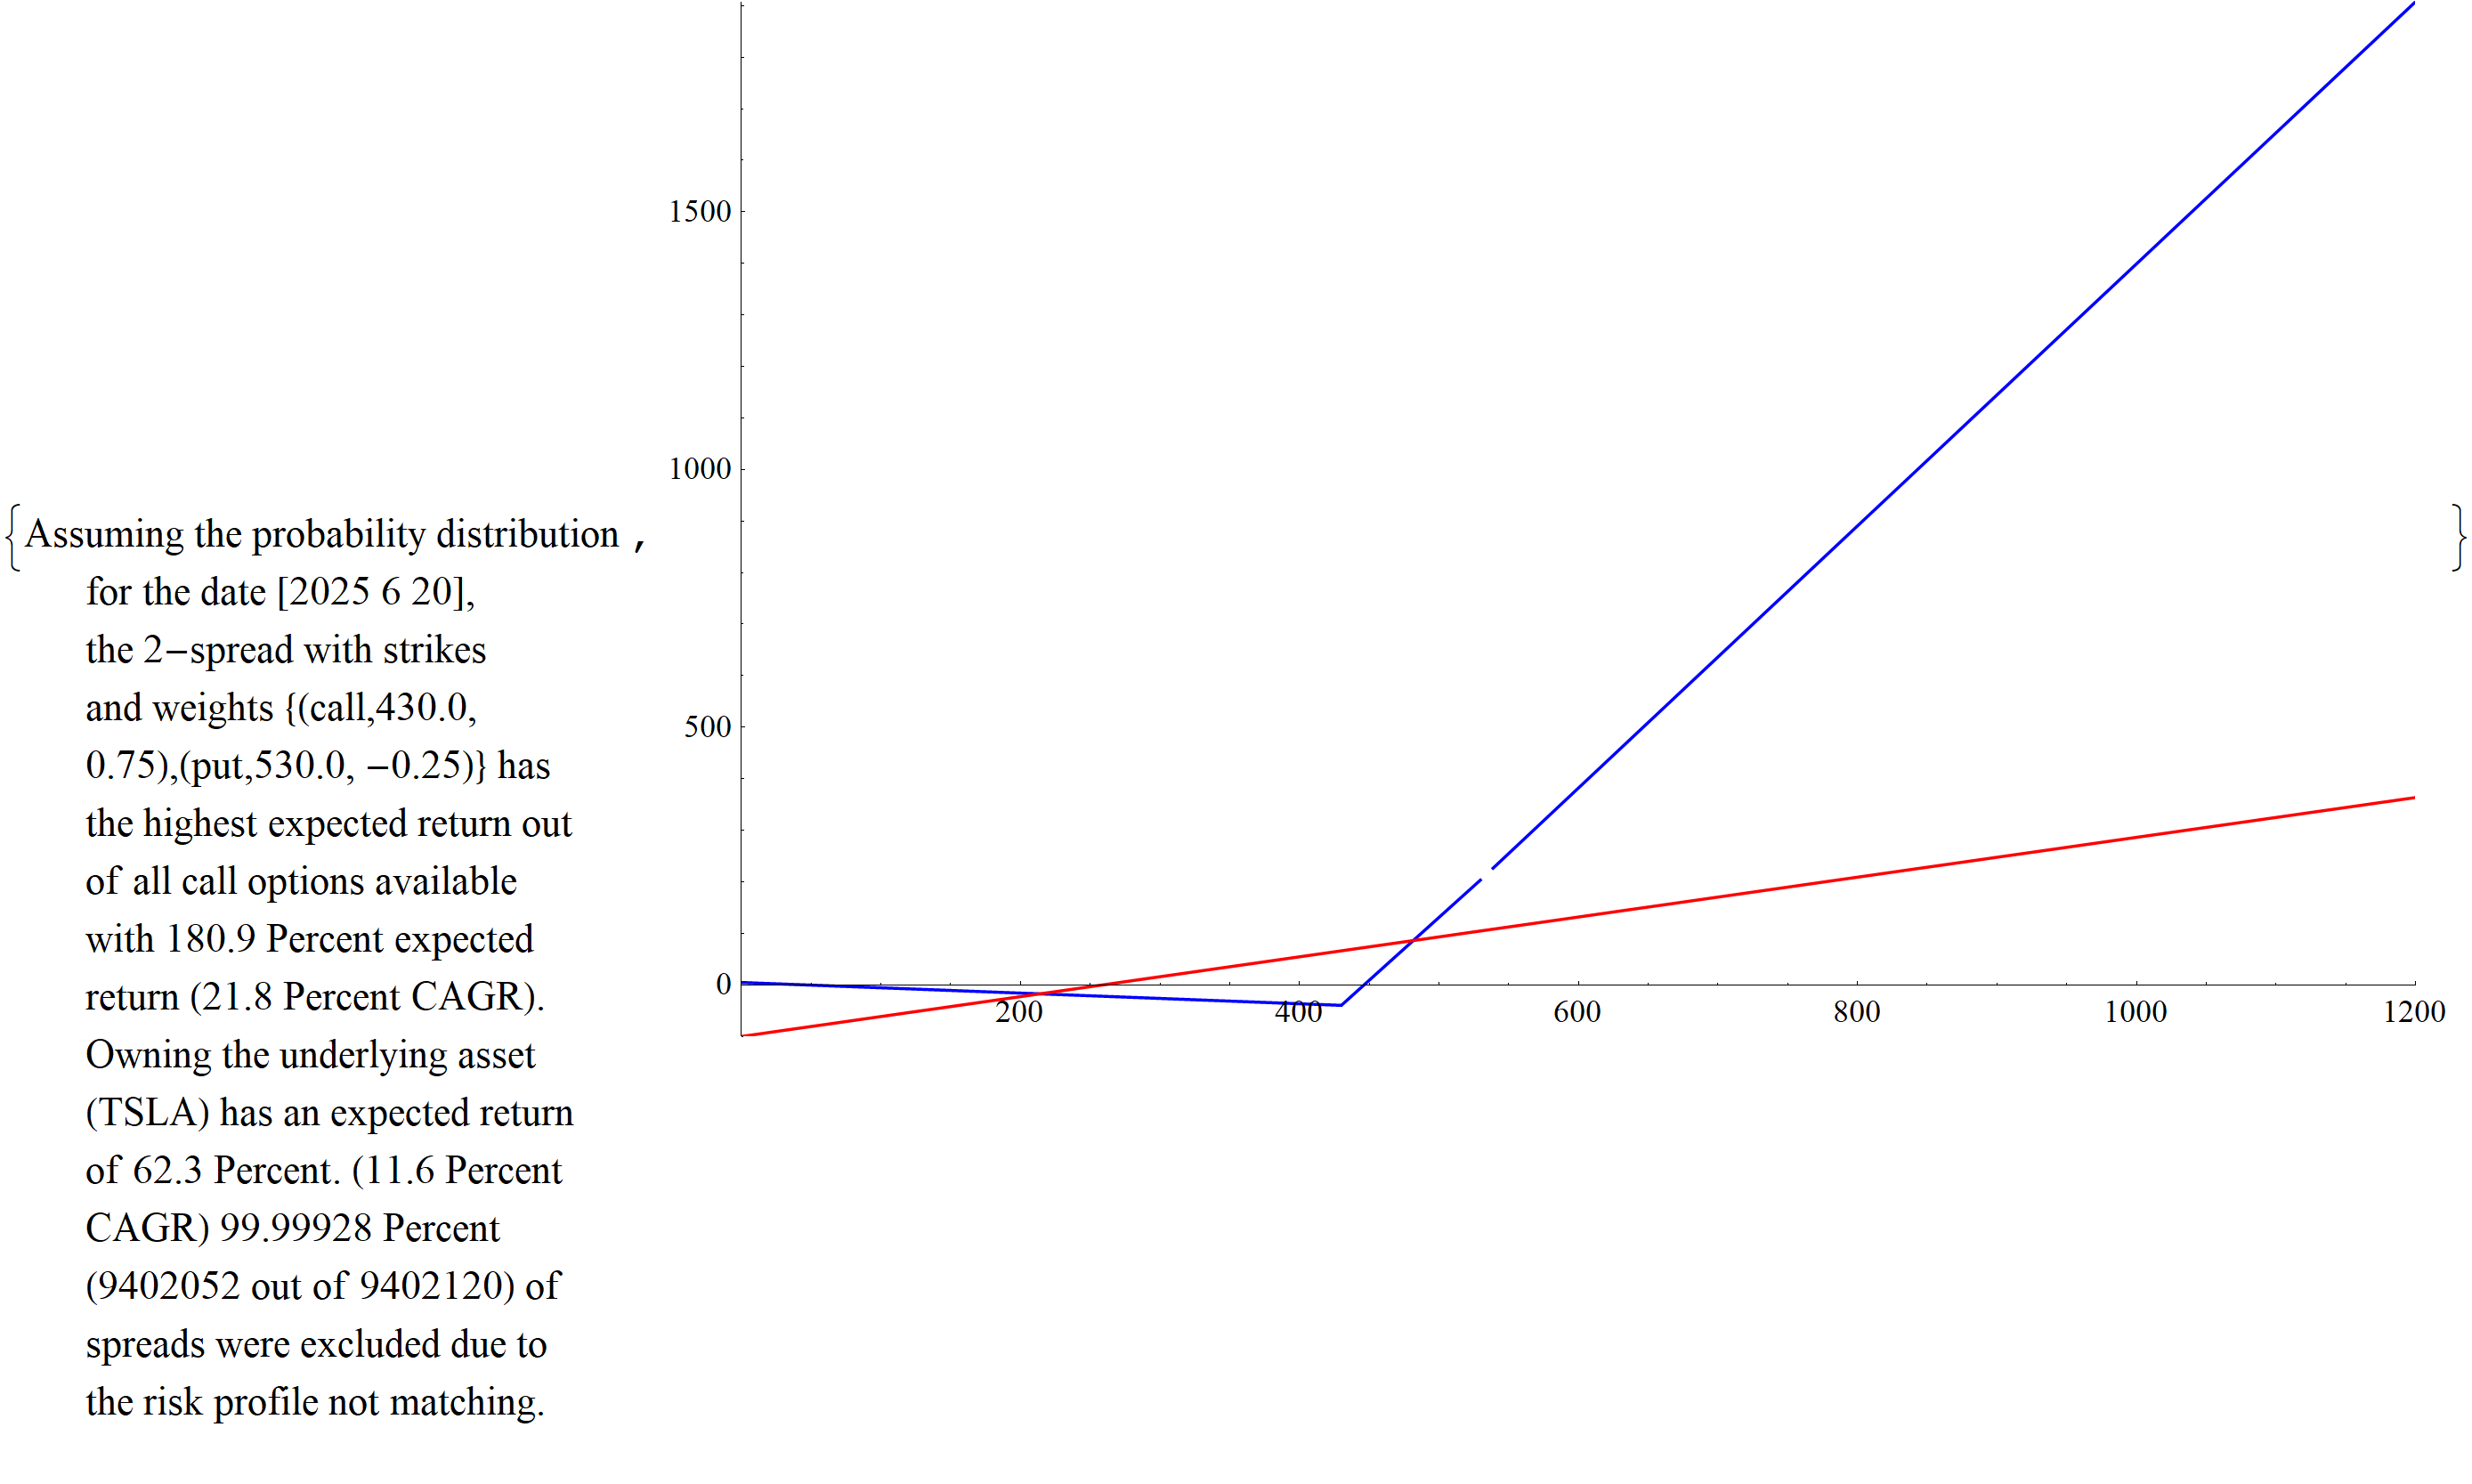 {Assuming the probability distribution ,
for the date [2025 6 20],
the 2−spread with strikes
and weights {(call,430.0,
0.75),(put,530.0, −0.25)} has
the highest expected return out
of all call options available
with 180.9 Percent expected
return (21.8 Percent CAGR).
Owning the underlying asset
(TSLA) has an expected return
of 62.3 Percent. (11.6 Percent
CAGR) 99.99928 Percent
(9402052 out of 9402120) of
spreads were excluded due to
the risk profile not matching.
1500
1000
500
0
200 400 600 800 1000 1200
}